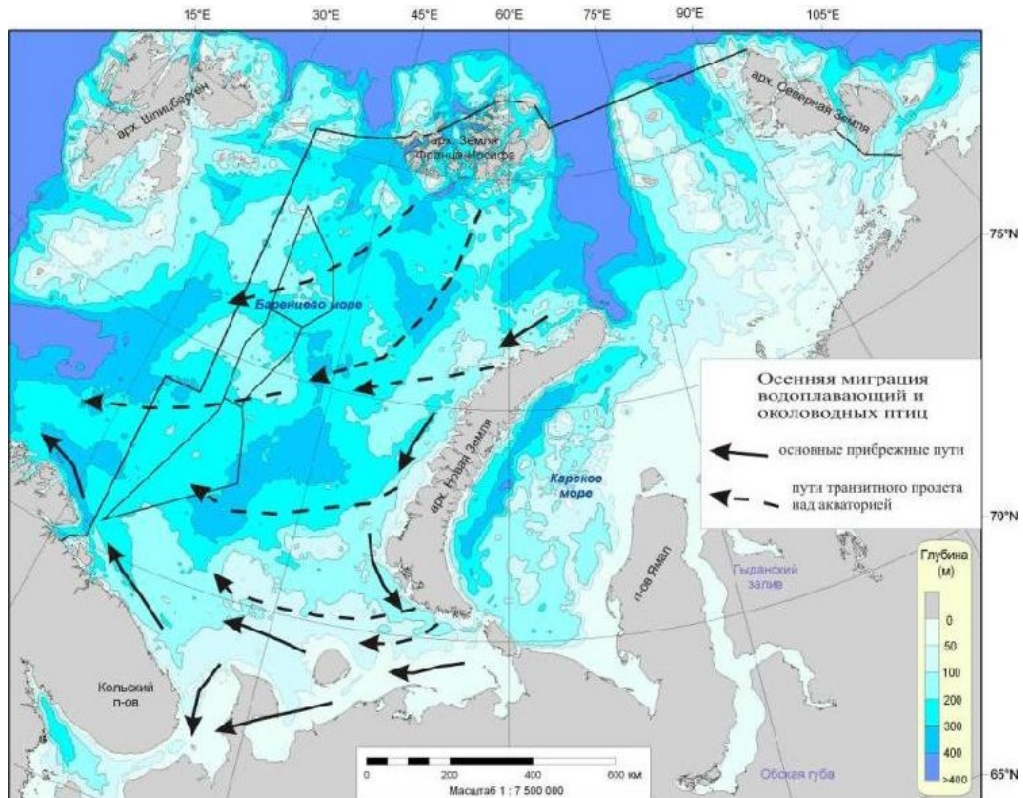 15°E 30°E 45°E 60°E 75°E 90°E 105°E
арх. Шпицберген
арх. Земля
Франца-Иосифа
арх. Северная Земля
75°N
Баренцево море
Осенняя миграция
водоплавающий и
околоводных птиц
основные прибрежные пути
пути транзитного пролета
над акваторией
арх. Новая Земля
Карское
море
70°N
п-ов Ямал
Гыданский
залив
Глубина
(м)
0
50
100
200
300
400
>400
Кольский
п-ов
Обская губа
0 200 200 400 600 км
Масштаб 1 : 7 500 000
65°N